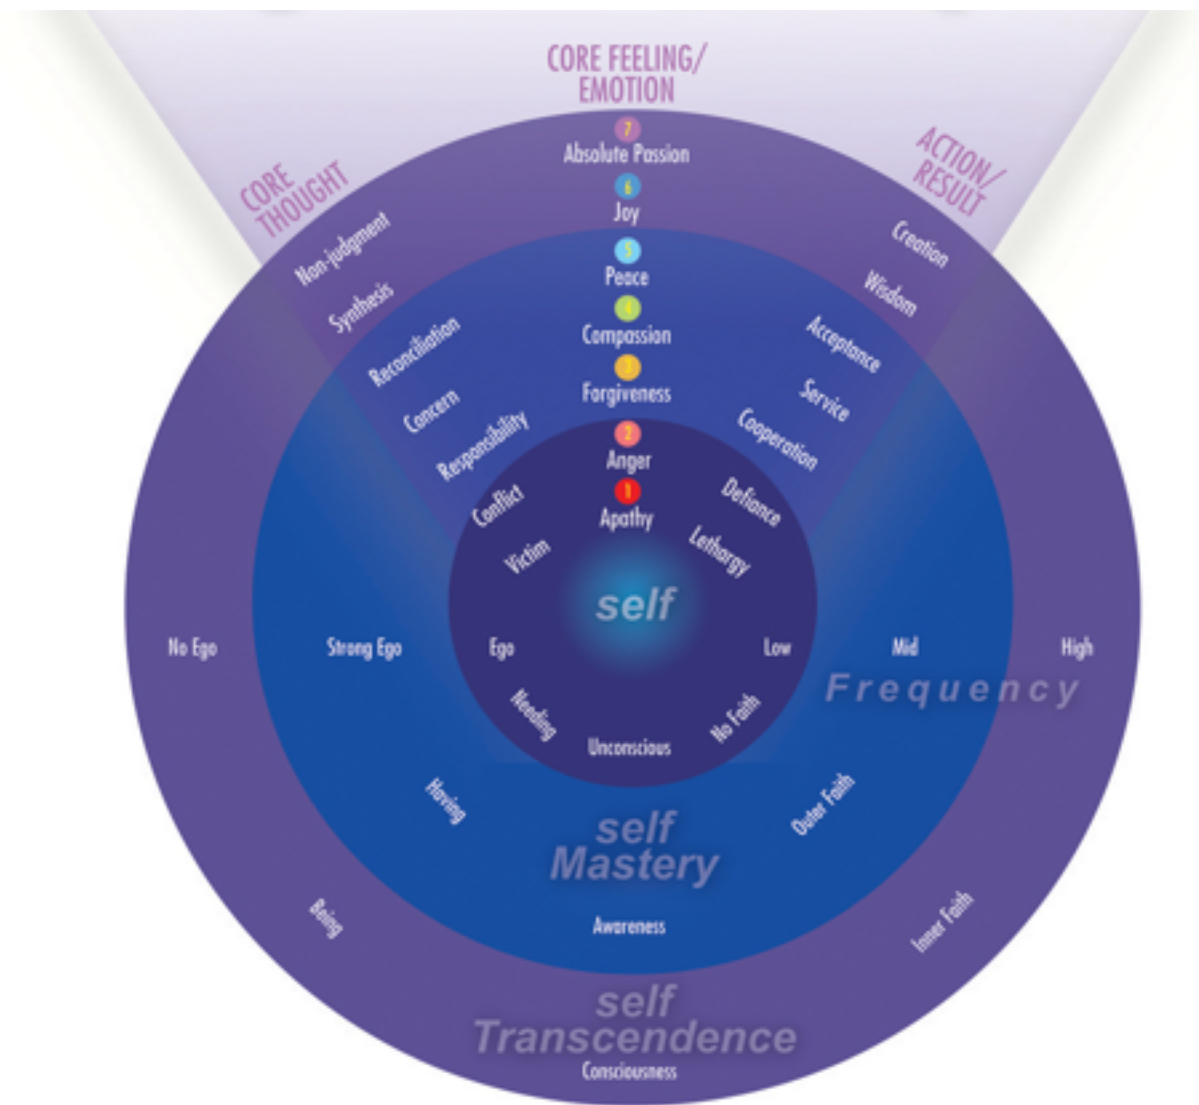 CORE FEELING/
EMOTION
CORE
THOUGHT
ACTION/
RESULT
7
Absolute Passion
6
Joy
Non-judgment
Creation
Synthesis
Wisdom
5
Peace
Reconciliation
Acceptance
4
Compassion
Concern
Service
3
Forgiveness
Responsibility
Cooperation
2
Anger
Conflict
Defiance
1
Apathy
Victim
Lethargy
self
No Ego
Strong Ego
Ego
Low
Mid
High
Frequency
Needing
No Faith
Unconscious
Having
Outer Faith
self
Mastery
Being
Awareness
Inner Faith
self
Transcendence
Consciousness